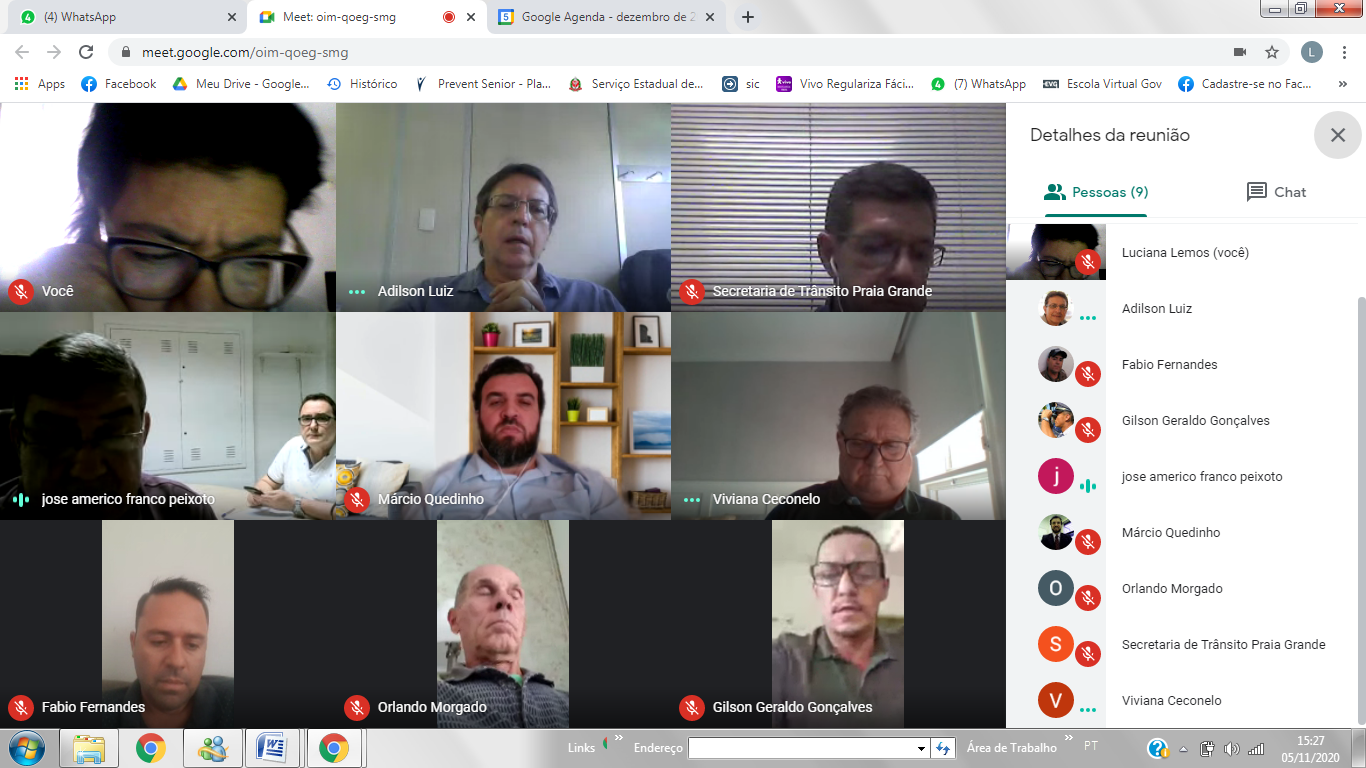 (4) WhatsApp
Meet: oim-qoeg-smg
Google Agenda - dezembro de 2
meet.google.com/oim-qoeg-smg
L
Apps
Facebook
Meu Drive - Google...
Histórico
Prevent Senior - Pla...
Serviço Estadual de...
sic
Vivo Regulariza Fáci...
(7) WhatsApp
Escola Virtual Gov
Cadastre-se no Fac...
»
Você
Adilson Luiz
Secretaria de Trânsito Praia Grande
jose americo franco peixoto
Márcio Quedinho
Viviana Ceconelo
Fabio Fernandes
Orlando Morgado
Gilson Geraldo Gonçalves
Detalhes da reunião
Pessoas (9)
Chat
Luciana Lemos (você)
Adilson Luiz
Fabio Fernandes
Gilson Geraldo Gonçalves
j
jose americo franco peixoto
Márcio Quedinho
O
Orlando Morgado
S
Secretaria de Trânsito Praia Grande
V
Viviana Ceconelo
Links
»
Endereço
Área de Trabalho
»
PT
15:27
05/11/2020